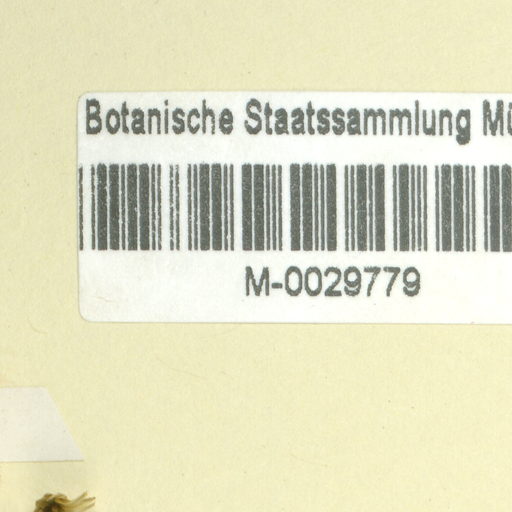 Botanische Staatssammlung Mü
M-0029779